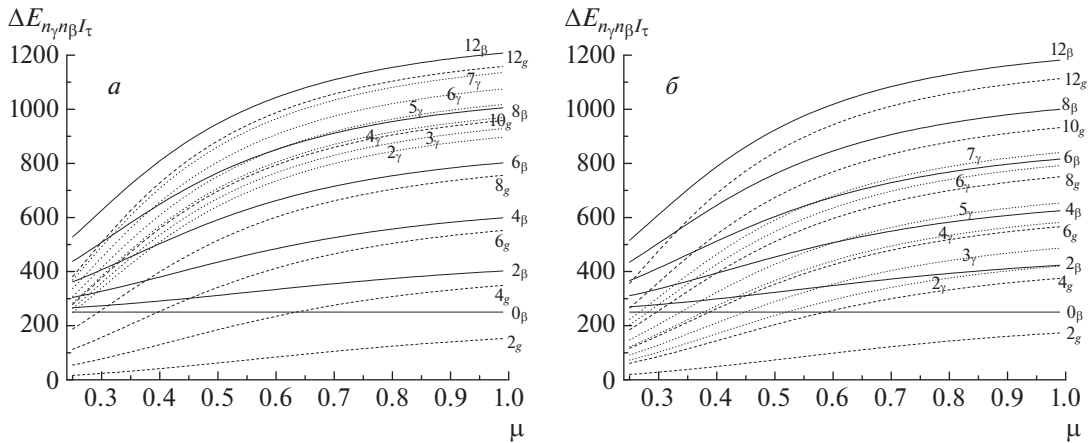 ΔE_{n_γ n_β I_τ}
1200
1000
800
600
400
200
0
0.3 0.4 0.5 0.6 0.7 0.8 0.9 1.0
μ
а
12_β
12_g
7_γ
6_γ
5_γ
8_β
10_g
4_γ
3_γ
2_γ
6_β
8_g
4_β
6_g
2_β
4_g
0_β
2_g
ΔE_{n_γ n_β I_τ}
1200
1000
800
600
400
200
0
0.3 0.4 0.5 0.6 0.7 0.8 0.9 1.0
μ
б
12_β
12_g
8_β
10_g
7_γ
6_β
6_γ
8_g
5_γ
4_β
4_γ
6_g
3_γ
2_β
2_γ
4_g
0_β
2_g